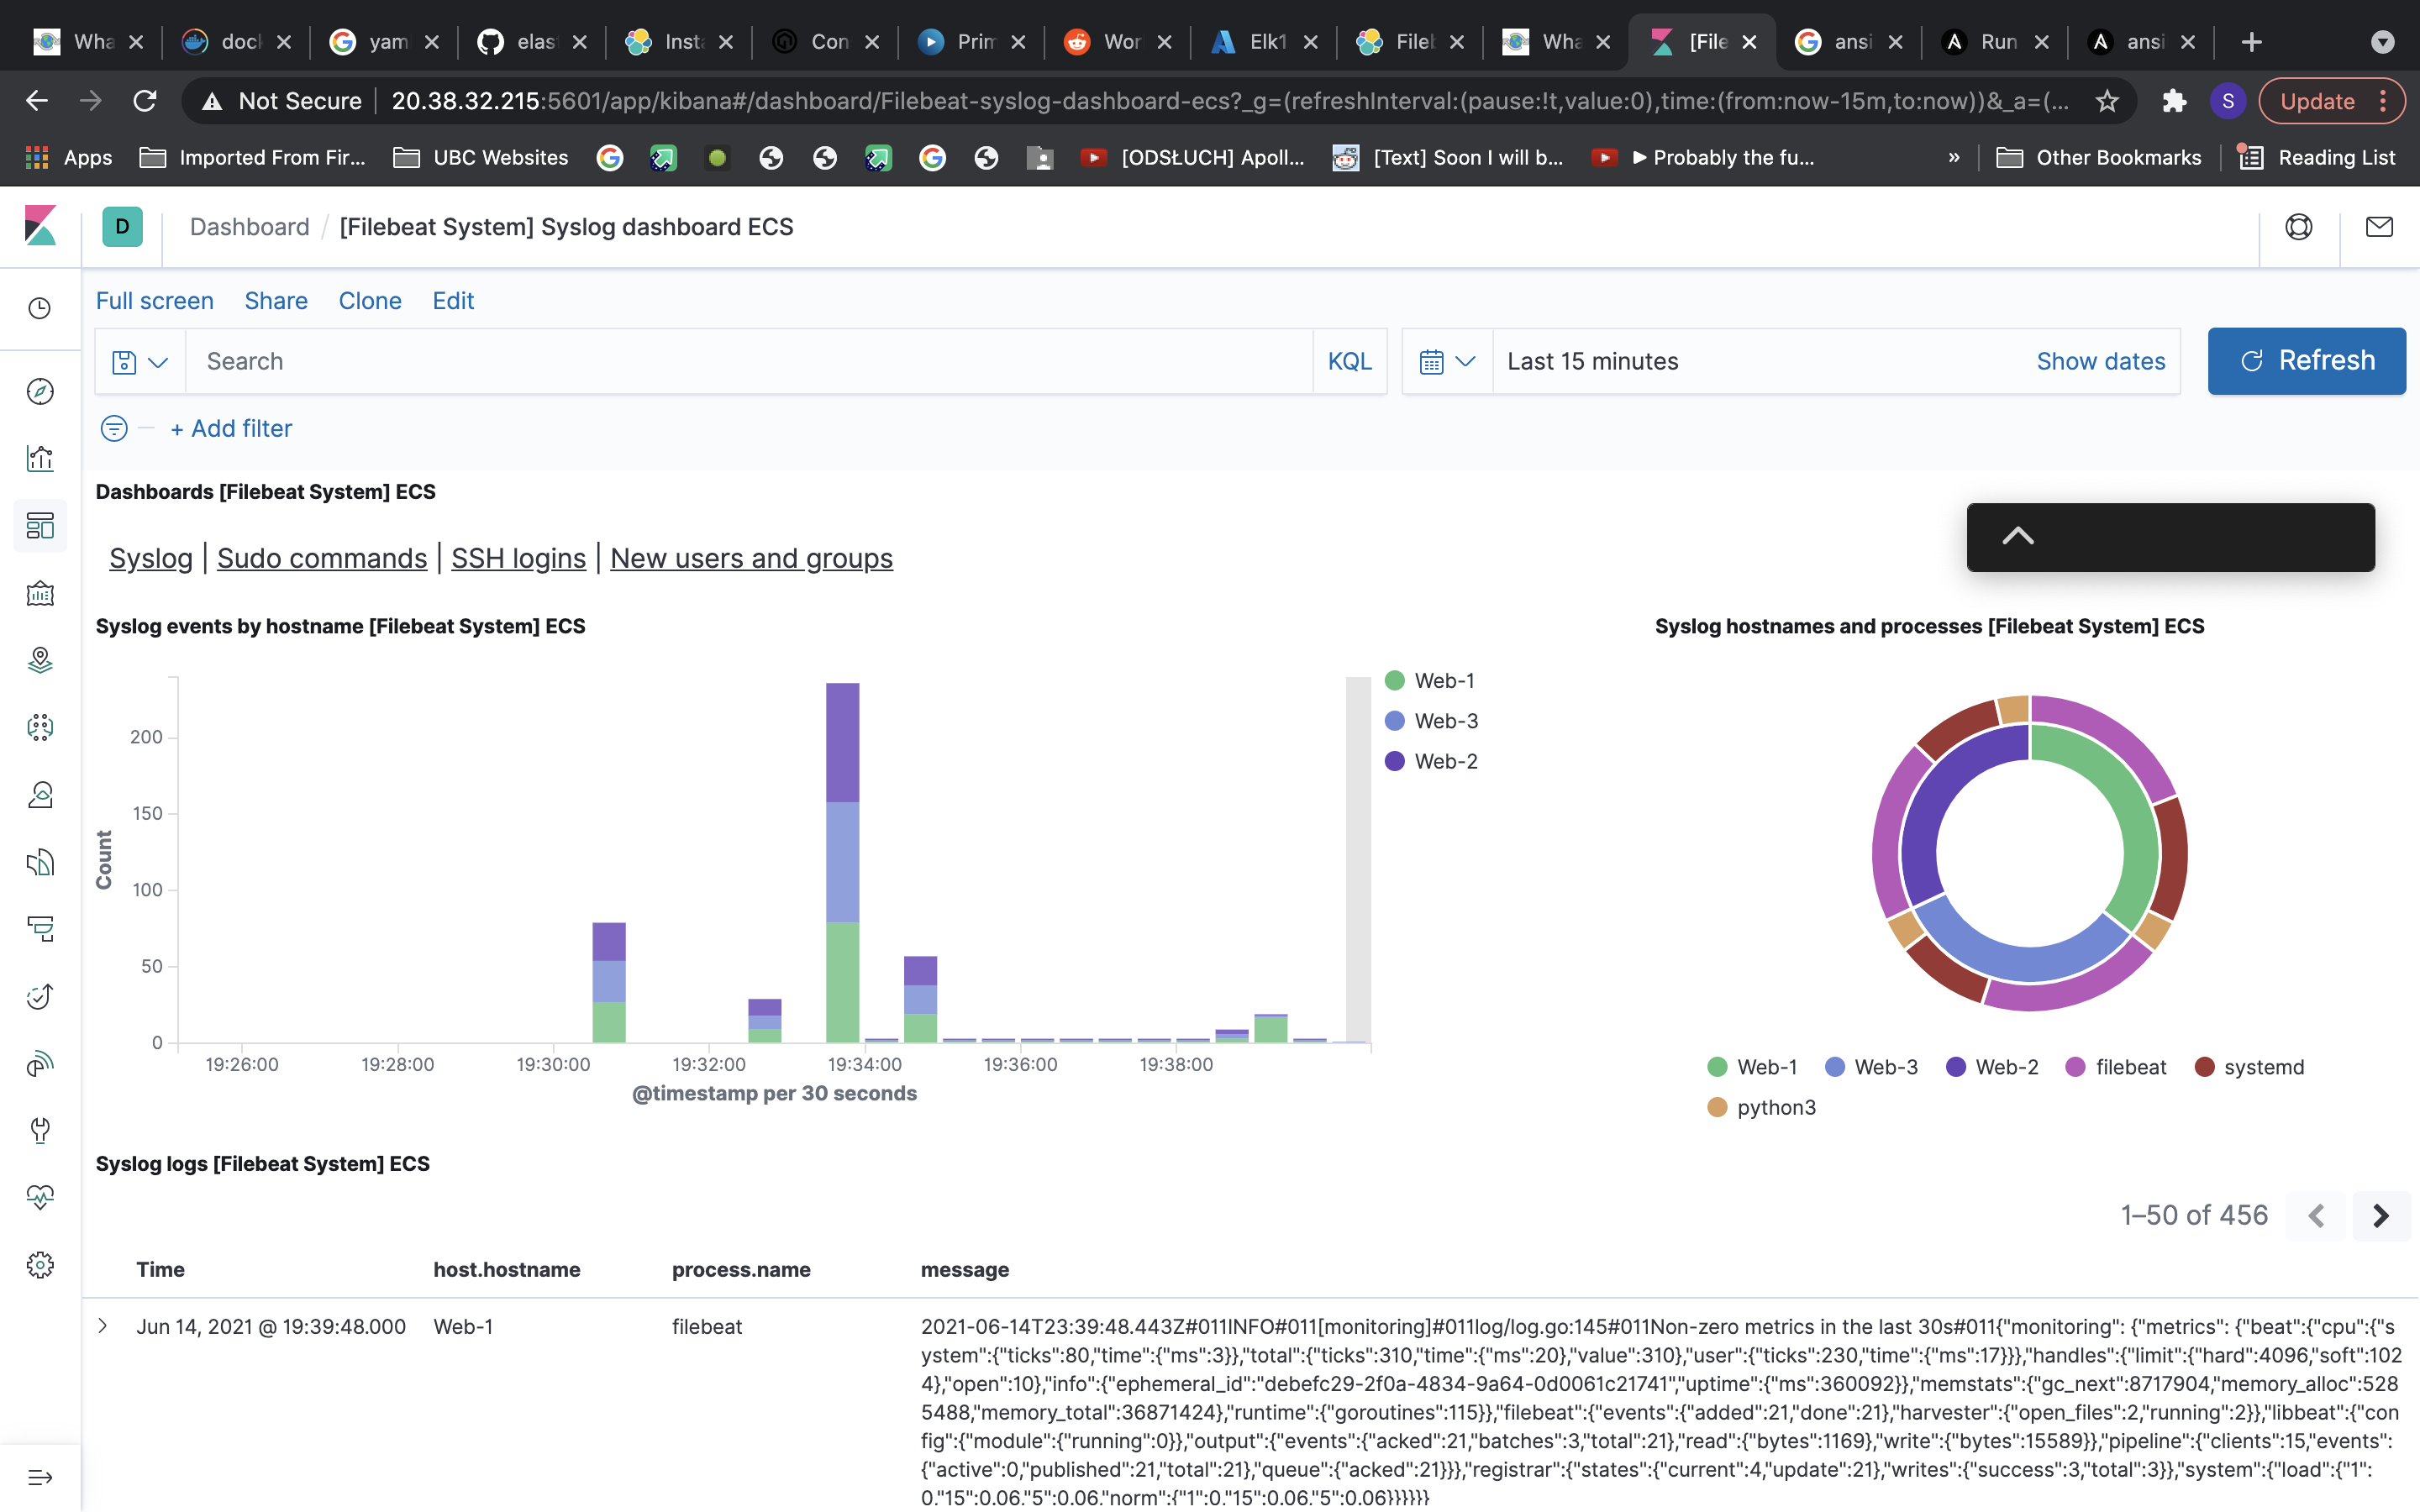 Wha
doc
yam
elas
Insta
Con
Prim
Wor
Elk1
Fileb
Wha
[File
ansi
Run
ansi
Not Secure
20.38.32.215:5601/app/kibana#/dashboard/Filebeat-syslog-dashboard-ecs?_g=(refreshInterval:(pause:!t,value:0),time:(from:now-15m,to:now))&_a=(...
S
Update
Apps
Imported From Fir...
UBC Websites
[ODSŁUCH] Apoll...
[Text] Soon I will b...
► Probably the fu...
»
Other Bookmarks
Reading List
D
Dashboard / [Filebeat System] Syslog dashboard ECS
Full screen Share Clone Edit
Search
KQL
Last 15 minutes
Show dates
Refresh
+ Add filter
Dashboards [Filebeat System] ECS
Syslog | Sudo commands | SSH logins | New users and groups
Syslog events by hostname [Filebeat System] ECS
Count
200
150
100
50
0
19:26:00 19:28:00 19:30:00 19:32:00 19:34:00 19:36:00 19:38:00
@timestamp per 30 seconds
Web-1
Web-3
Web-2
Syslog hostnames and processes [Filebeat System] ECS
Web-1 Web-3 Web-2 filebeat systemd
python3
Syslog logs [Filebeat System] ECS
1–50 of 456
Time host.hostname process.name message
Jun 14, 2021 @ 19:39:48.000 Web-1 filebeat 2021-06-14T23:39:48.443Z#011INFO#011[monitoring]#011log/log.go:145#011Non-zero metrics in the last 30s#011{"monitoring": {"metrics": {"beat":{"cpu":{"s
ystem":{"ticks":80,"time":{"ms":3}},"total":{"ticks":310,"time":{"ms":20},"value":310},"user":{"ticks":230,"time":{"ms":17}}},"handles":{"limit":{"hard":4096,"soft":102
4},"open":10},"info":{"ephemeral_id":"debefc29-2f0a-4834-9a64-0d0061c21741","uptime":{"ms":360092}},"memstats":{"gc_next":8717904,"memory_alloc":528
5488,"memory_total":36871424},"runtime":{"goroutines":115}},"filebeat":{"events":{"added":21,"done":21},"harvester":{"open_files":2,"running":2}},"libbeat":{"con
fig":{"module":{"running":0}},"output":{"events":{"acked":21,"batches":3,"total":21},"read":{"bytes":1169},"write":{"bytes":15589}},"pipeline":{"clients":15,"events":
{"active":0,"published":21,"total":21},"queue":{"acked":21}}},"registrar":{"states":{"current":4,"update":21},"writes":{"success":3,"total":3}},"system":{"load":{"1":
0,"15":0.06,"5":0.06,"norm":{"1":0,"15":0.06,"5":0.06}}}}}}